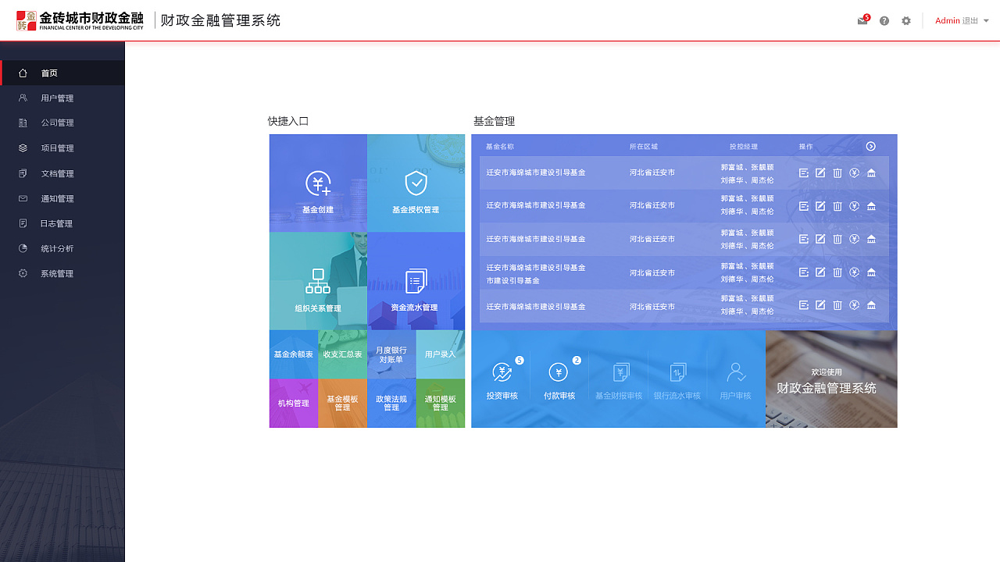 金砖城市财政金融
FINANCIAL CENTER OF THE DEVELOPING CITY
财政金融管理系统
5
Admin 退出
首页
用户管理
公司管理
项目管理
文档管理
通知管理
日志管理
统计分析
系统管理
快捷入口
基金创建
基金授权管理
组织关系管理
资金流水管理
基金余额表
收支汇总表
月度银行
对账单
用户录入
机构管理
基金模板
管理
政策法规
管理
通知模板
管理
基金管理
基金名称 所在区域 投控经理 操作
迁安市海绵城市建设引导基金 河北省迁安市 郭富城、张靓颖
刘德华、周杰伦
迁安市海绵城市建设引导基金 河北省迁安市 郭富城、张靓颖
刘德华、周杰伦
迁安市海绵城市建设引导基金 河北省迁安市 郭富城、张靓颖
刘德华、周杰伦
迁安市海绵城市建设引导基金 河北省迁安市 郭富城、张靓颖
市建设引导基金 刘德华、周杰伦
迁安市海绵城市建设引导基金 河北省迁安市 郭富城、张靓颖
刘德华、周杰伦
5
投资审核
2
付款审核
基金财报审核
银行流水审核
用户审核
欢迎使用
财政金融管理系统